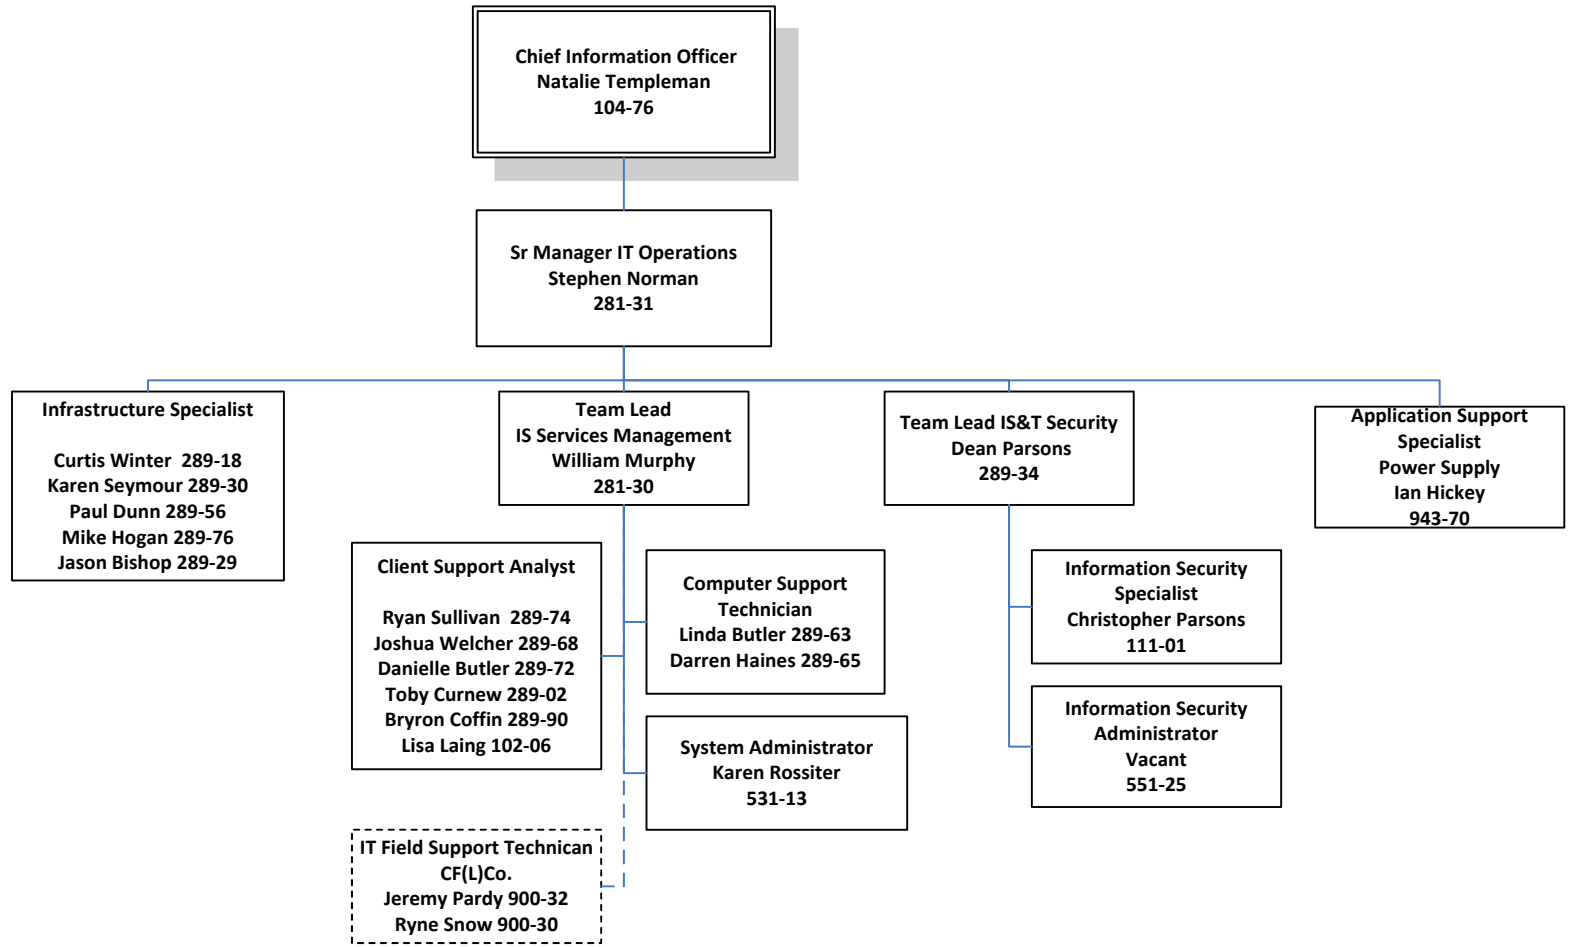 Chief Information Officer
Natalie Templeman
104-76
Sr Manager IT Operations
Stephen Norman
281-31
Infrastructure Specialist
Curtis Winter  289-18
Karen Seymour 289-30
Paul Dunn 289-56
Mike Hogan 289-76
Jason Bishop 289-29
Team Lead
IS Services Management
William Murphy
281-30
Team Lead IS&T Security
Dean Parsons
289-34
Application Support
Specialist
Power Supply
Ian Hickey
943-70
Client Support Analyst
Ryan Sullivan  289-74
Joshua Welcher 289-68
Danielle Butler 289-72
Toby Curnew 289-02
Bryron Coffin 289-90
Lisa Laing 102-06
Computer Support
Technician
Linda Butler 289-63
Darren Haines 289-65
Information Security
Specialist
Christopher Parsons
111-01
System Administrator
Karen Rossiter
531-13
Information Security
Administrator
Vacant
551-25
IT Field Support Technican
CF(L)Co.
Jeremy Pardy 900-32
Ryne Snow 900-30